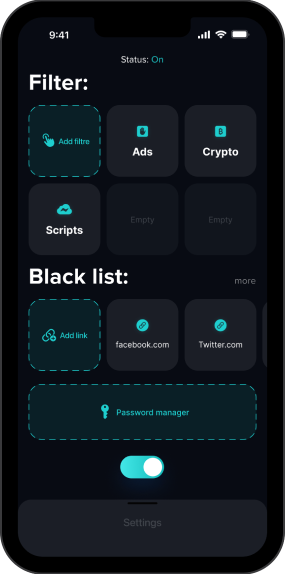 9:41
Status: On
Filter:
Add filtre
Ads
Crypto
Scripts
Empty
Empty
Black list:
more
Add link
facebook.com
Twitter.com
Password manager
Settings